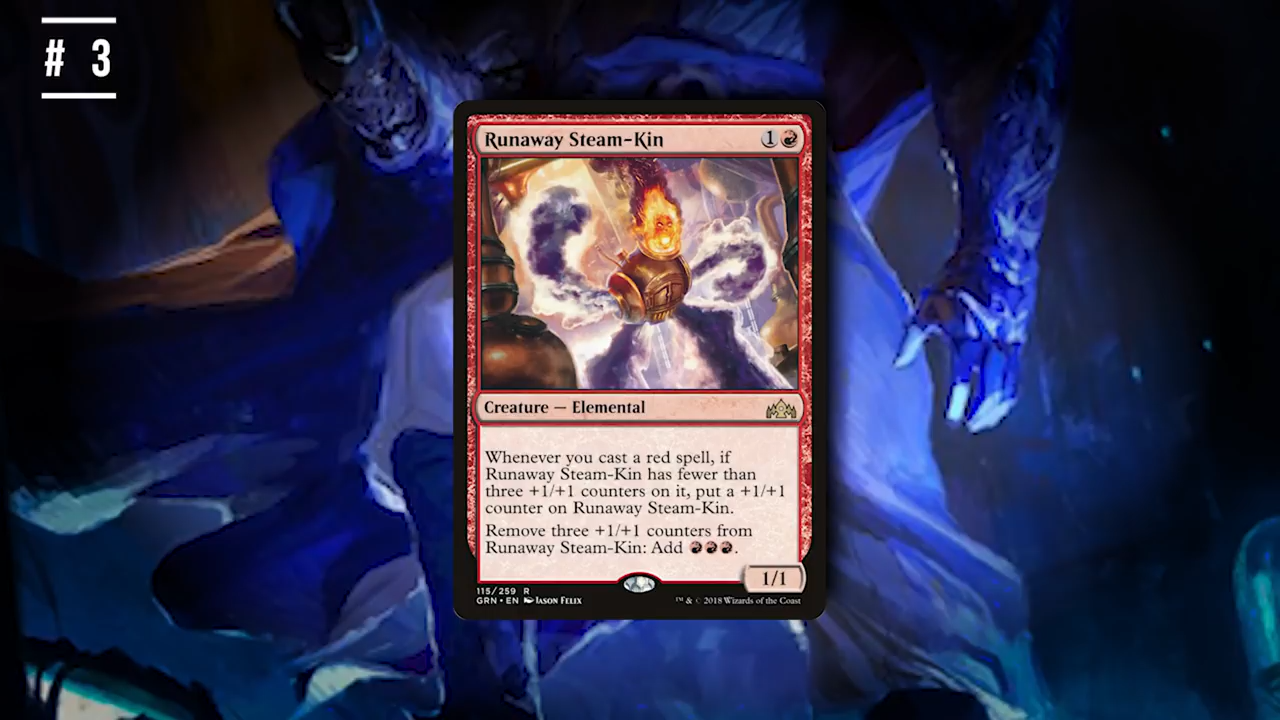 # 3
Runaway Steam-Kin 1
Creature — Elemental
Whenever you cast a red spell, if
Runaway Steam-Kin has fewer than
three +1/+1 counters on it, put a +1/+1
counter on Runaway Steam-Kin.
Remove three +1/+1 counters from
Runaway Steam-Kin: Add .
1/1
115/259 R
GRN • EN Jason Felix
™ & © 2018 Wizards of the Coast